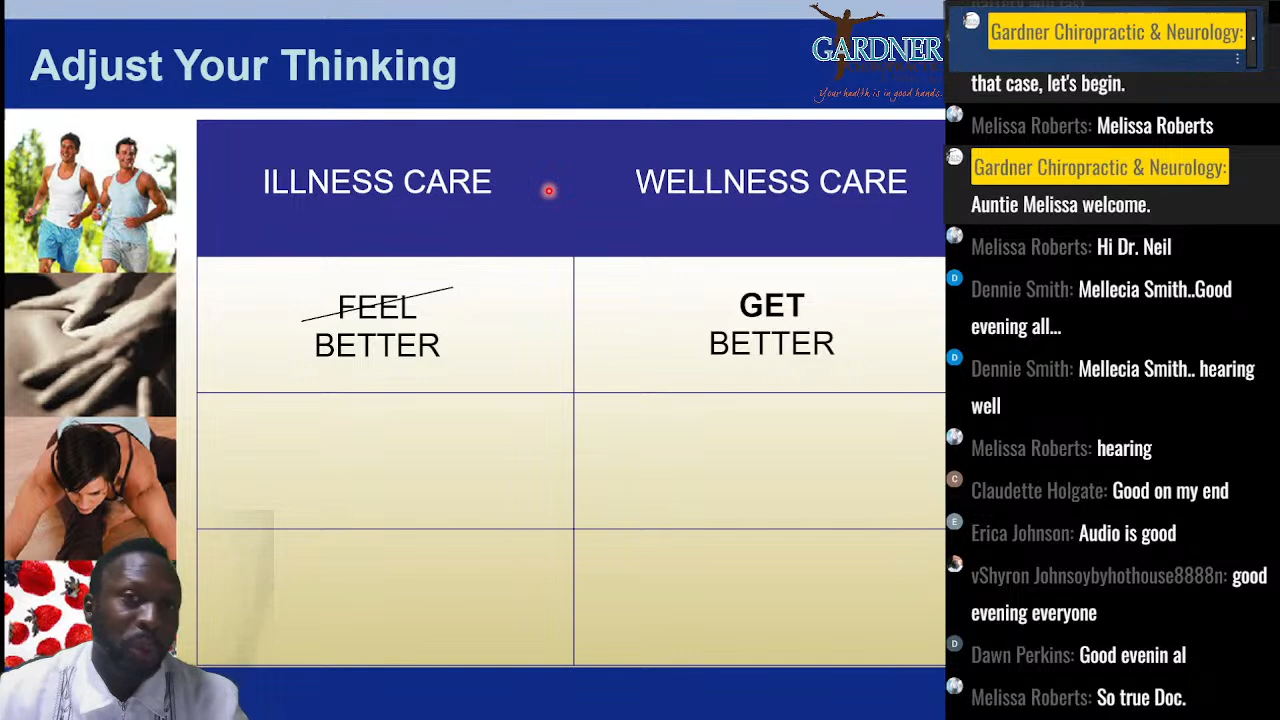 Adjust Your Thinking
GARDNER
Your health is in good hands.
ILLNESS CARE
WELLNESS CARE
FEEL
BETTER
GET
BETTER
Gardner Chiropractic & Neurology:
that case, let's begin.
Melissa Roberts: Melissa Roberts
Gardner Chiropractic & Neurology:
Auntie Melissa welcome.
Melissa Roberts: Hi Dr. Neil
Dennie Smith: Mellecia Smith..Good
evening all...
Dennie Smith: Mellecia Smith.. hearing
well
Melissa Roberts: hearing
Claudette Holgate: Good on my end
Erica Johnson: Audio is good
vShyron Johnsoybyhothouse8888n: good
evening everyone
Dawn Perkins: Good evenin al
Melissa Roberts: So true Doc.